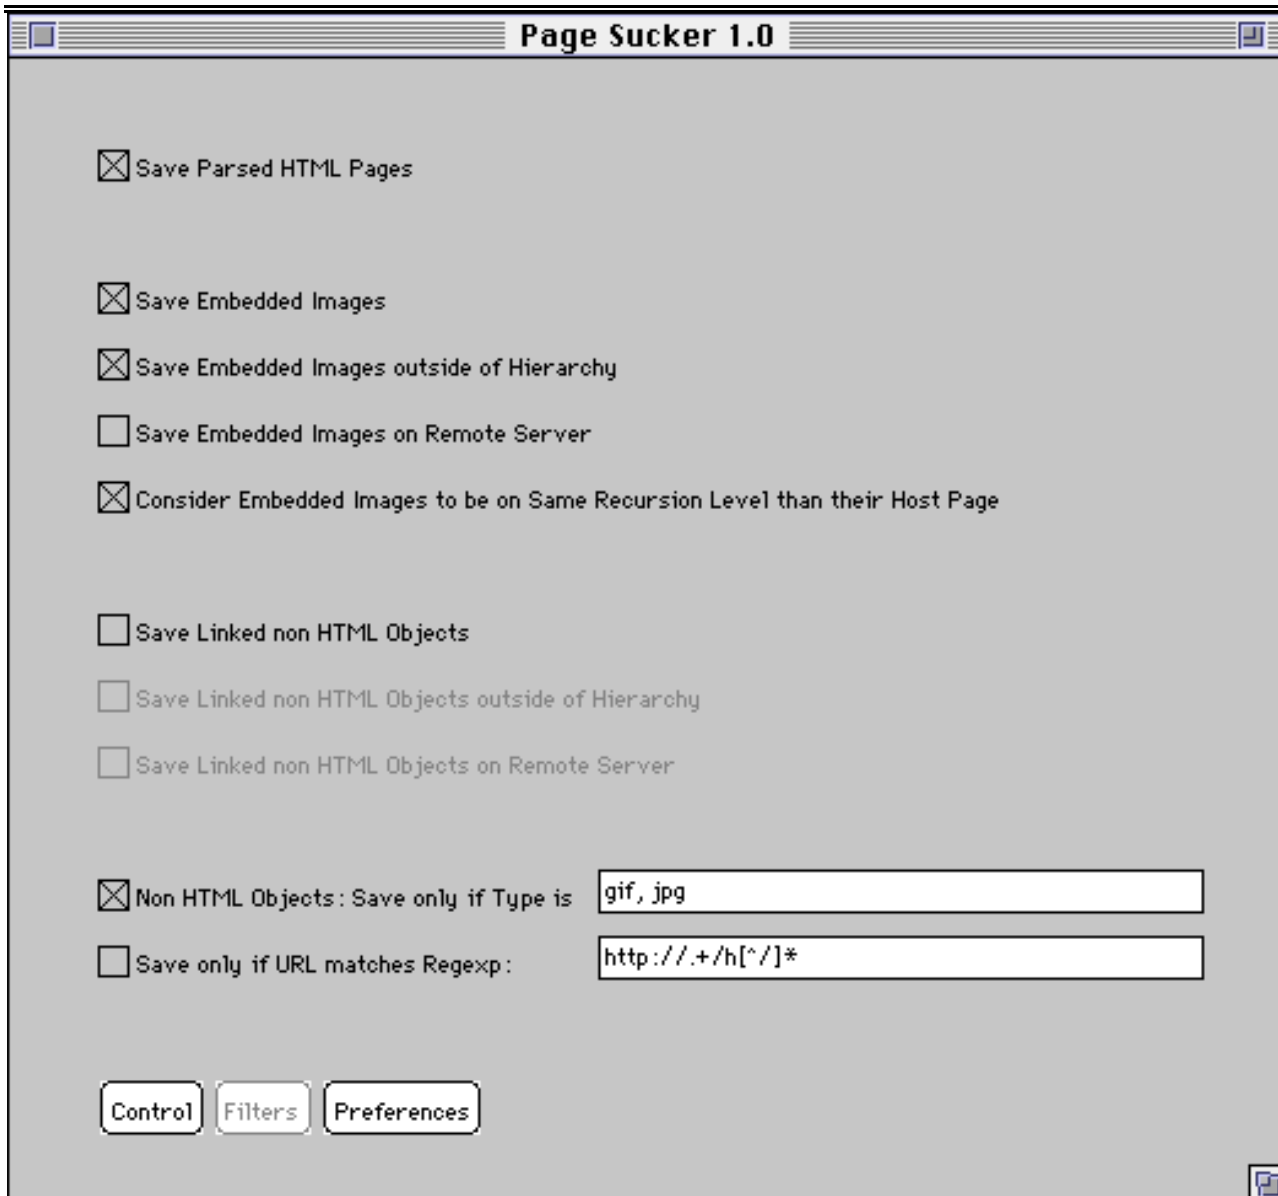 Page Sucker 1.0
Save Parsed HTML Pages
Save Embedded Images
Save Embedded Images outside of Hierarchy
Save Embedded Images on Remote Server
Consider Embedded Images to be on Same Recursion Level than their Host Page
Save Linked non HTML Objects
Save Linked non HTML Objects outside of Hierarchy
Save Linked non HTML Objects on Remote Server
Non HTML Objects: Save only if Type is gif, jpg
Save only if URL matches Regexp: http://.+/h[^/]*
Control Filters Preferences